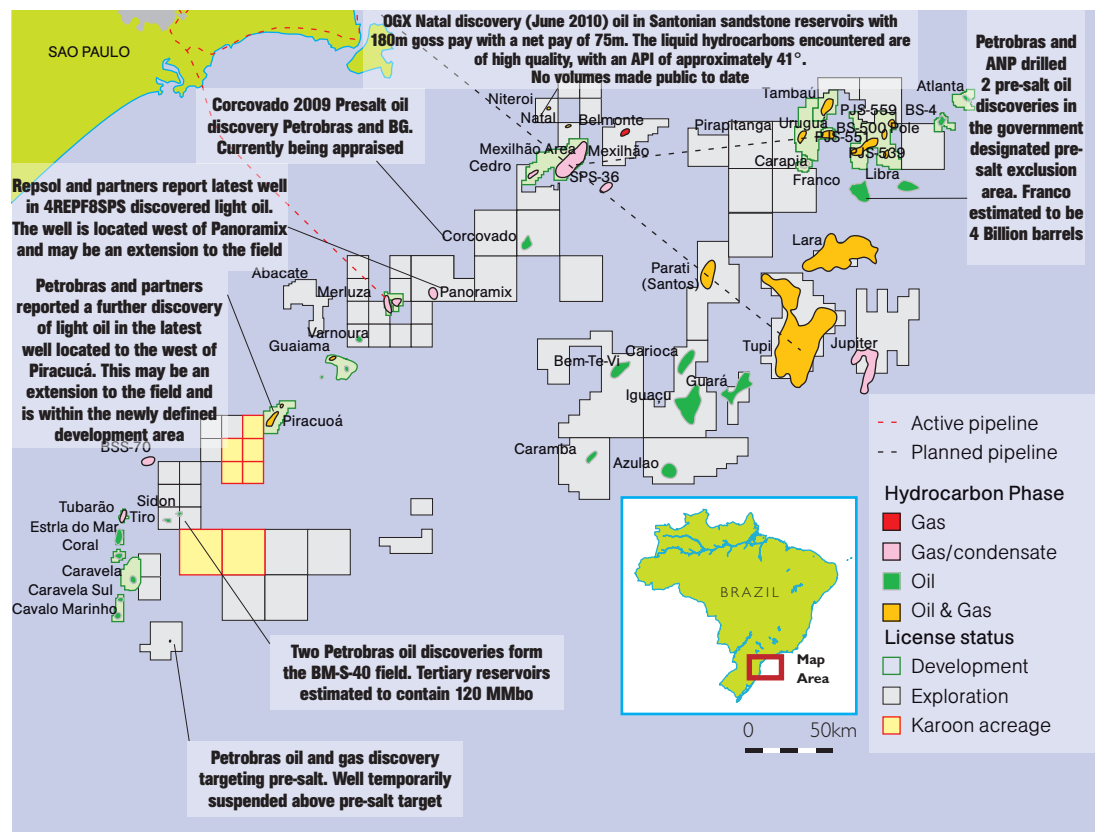 SAO PAULO
OGX Natal discovery (June 2010) oil in Santonian sandstone reservoirs with
180m goss pay with a net pay of 75m. The liquid hydrocarbons encountered are
of high quality, with an API of approximately 41°.
No volumes made public to date
Petrobras and
ANP drilled
2 pre-salt oil
discoveries in
the government
designated pre-
salt exclusion
area. Franco
estimated to be
4 Billion barrels
Corcovado 2009 Presalt oil
discovery Petrobras and BG.
Currently being appraised
Repsol and partners report latest well
in 4REPF8SPS discovered light oil.
The well is located west of Panoramix
and may be an extension to the field
Petrobras and partners
reported a further discovery
of light oil in the latest
well located to the west of
Piracucá. This may be an
extension to the field and
is within the newly defined
development area
Niteroi
Natal
Belmonte
Mexilhão Area
Mexilhão
Cedro
SPS-36
Pirapitanga
Tambaú
Uruguá
PJS-559
BS-4
Atlanta
BS-500
Pole
PJS-551
PJS-539
Carapiá
Franco
Libra
Corcovado
Lara
Parati
(Santos)
Abacate
Merluza
Panoramix
Varnoura
Guaiama
Tupi
Jupiter
Bem-Te-Vi
Carioca
Guará
Iguaçu
Piracuoá
BSS-70
Caramba
Azulao
Tubarão
Sidon
Tiro
Estrla do Mar
Coral
Caravela
Caravela Sul
Cavalo Marinho
Two Petrobras oil discoveries form
the BM-S-40 field. Tertiary reservoirs
estimated to contain 120 MMbo
Petrobras oil and gas discovery
targeting pre-salt. Well temporarily
suspended above pre-salt target
BRAZIL
Map
Area
0 50km
Active pipeline
Planned pipeline
Hydrocarbon Phase
Gas
Gas/condensate
Oil
Oil & Gas
License status
Development
Exploration
Karoon acreage